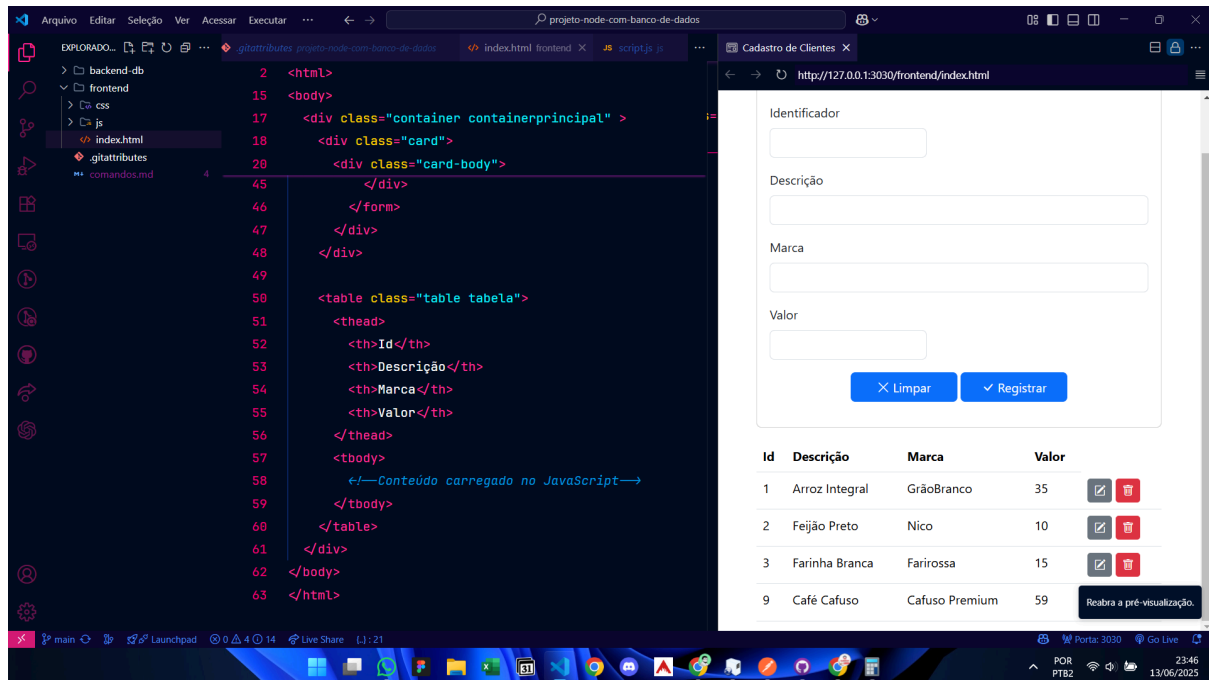 Arquivo Editar Seleção Ver Acessar Executar ··· projeto-node-com-banco-de-dados
EXPLORADO... ···
backend-db
frontend
css
js
index.html
.gitattributes
comandos.md 4
.gitattributes projeto-node-com-banco-de-dados index.html frontend JS script.js js ···
2 <html>
15 <body>
17 <div class="container containerprincipal" >
18 <div class="card">
20 <div class="card-body">
45 </div>
46 </form>
47 </div>
48 </div>
49
50 <table class="table tabela">
51 <thead>
52 <th>Id</th>
53 <th>Descrição</th>
54 <th>Marca</th>
55 <th>Valor</th>
56 </thead>
57 <tbody>
58 <!--Conteúdo carregado no JavaScript-->
59 </tbody>
60 </table>
61 </div>
62 </body>
63 </html>
Cadastro de Clientes ···
http://127.0.0.1:3030/frontend/index.html
Identificador
Descrição
Marca
Valor
Limpar Registrar
Id Descrição Marca Valor
1 Arroz Integral GrãoBranco 35
2 Feijão Preto Nico 10
3 Farinha Branca Farirossa 15
9 Café Cafuso Cafuso Premium 59
Reabra a pré-visualização.
main Launchpad 0 4 14 Live Share {..} : 21 Porta: 3030 Go Live
31
POR 23:46
PTB2 13/06/2025